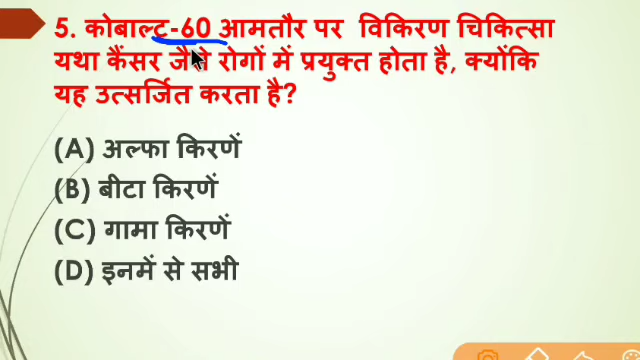 5. कोबाल्ट-60 आमतौर पर विकिरण चिकित्सा
यथा कैंसर जैसे रोगों में प्रयुक्त होता है, क्योंकि
यह उत्सर्जित करता है?
(A) अल्फा किरणें
(B) बीटा किरणें
(C) गामा किरणें
(D) इनमें से सभी